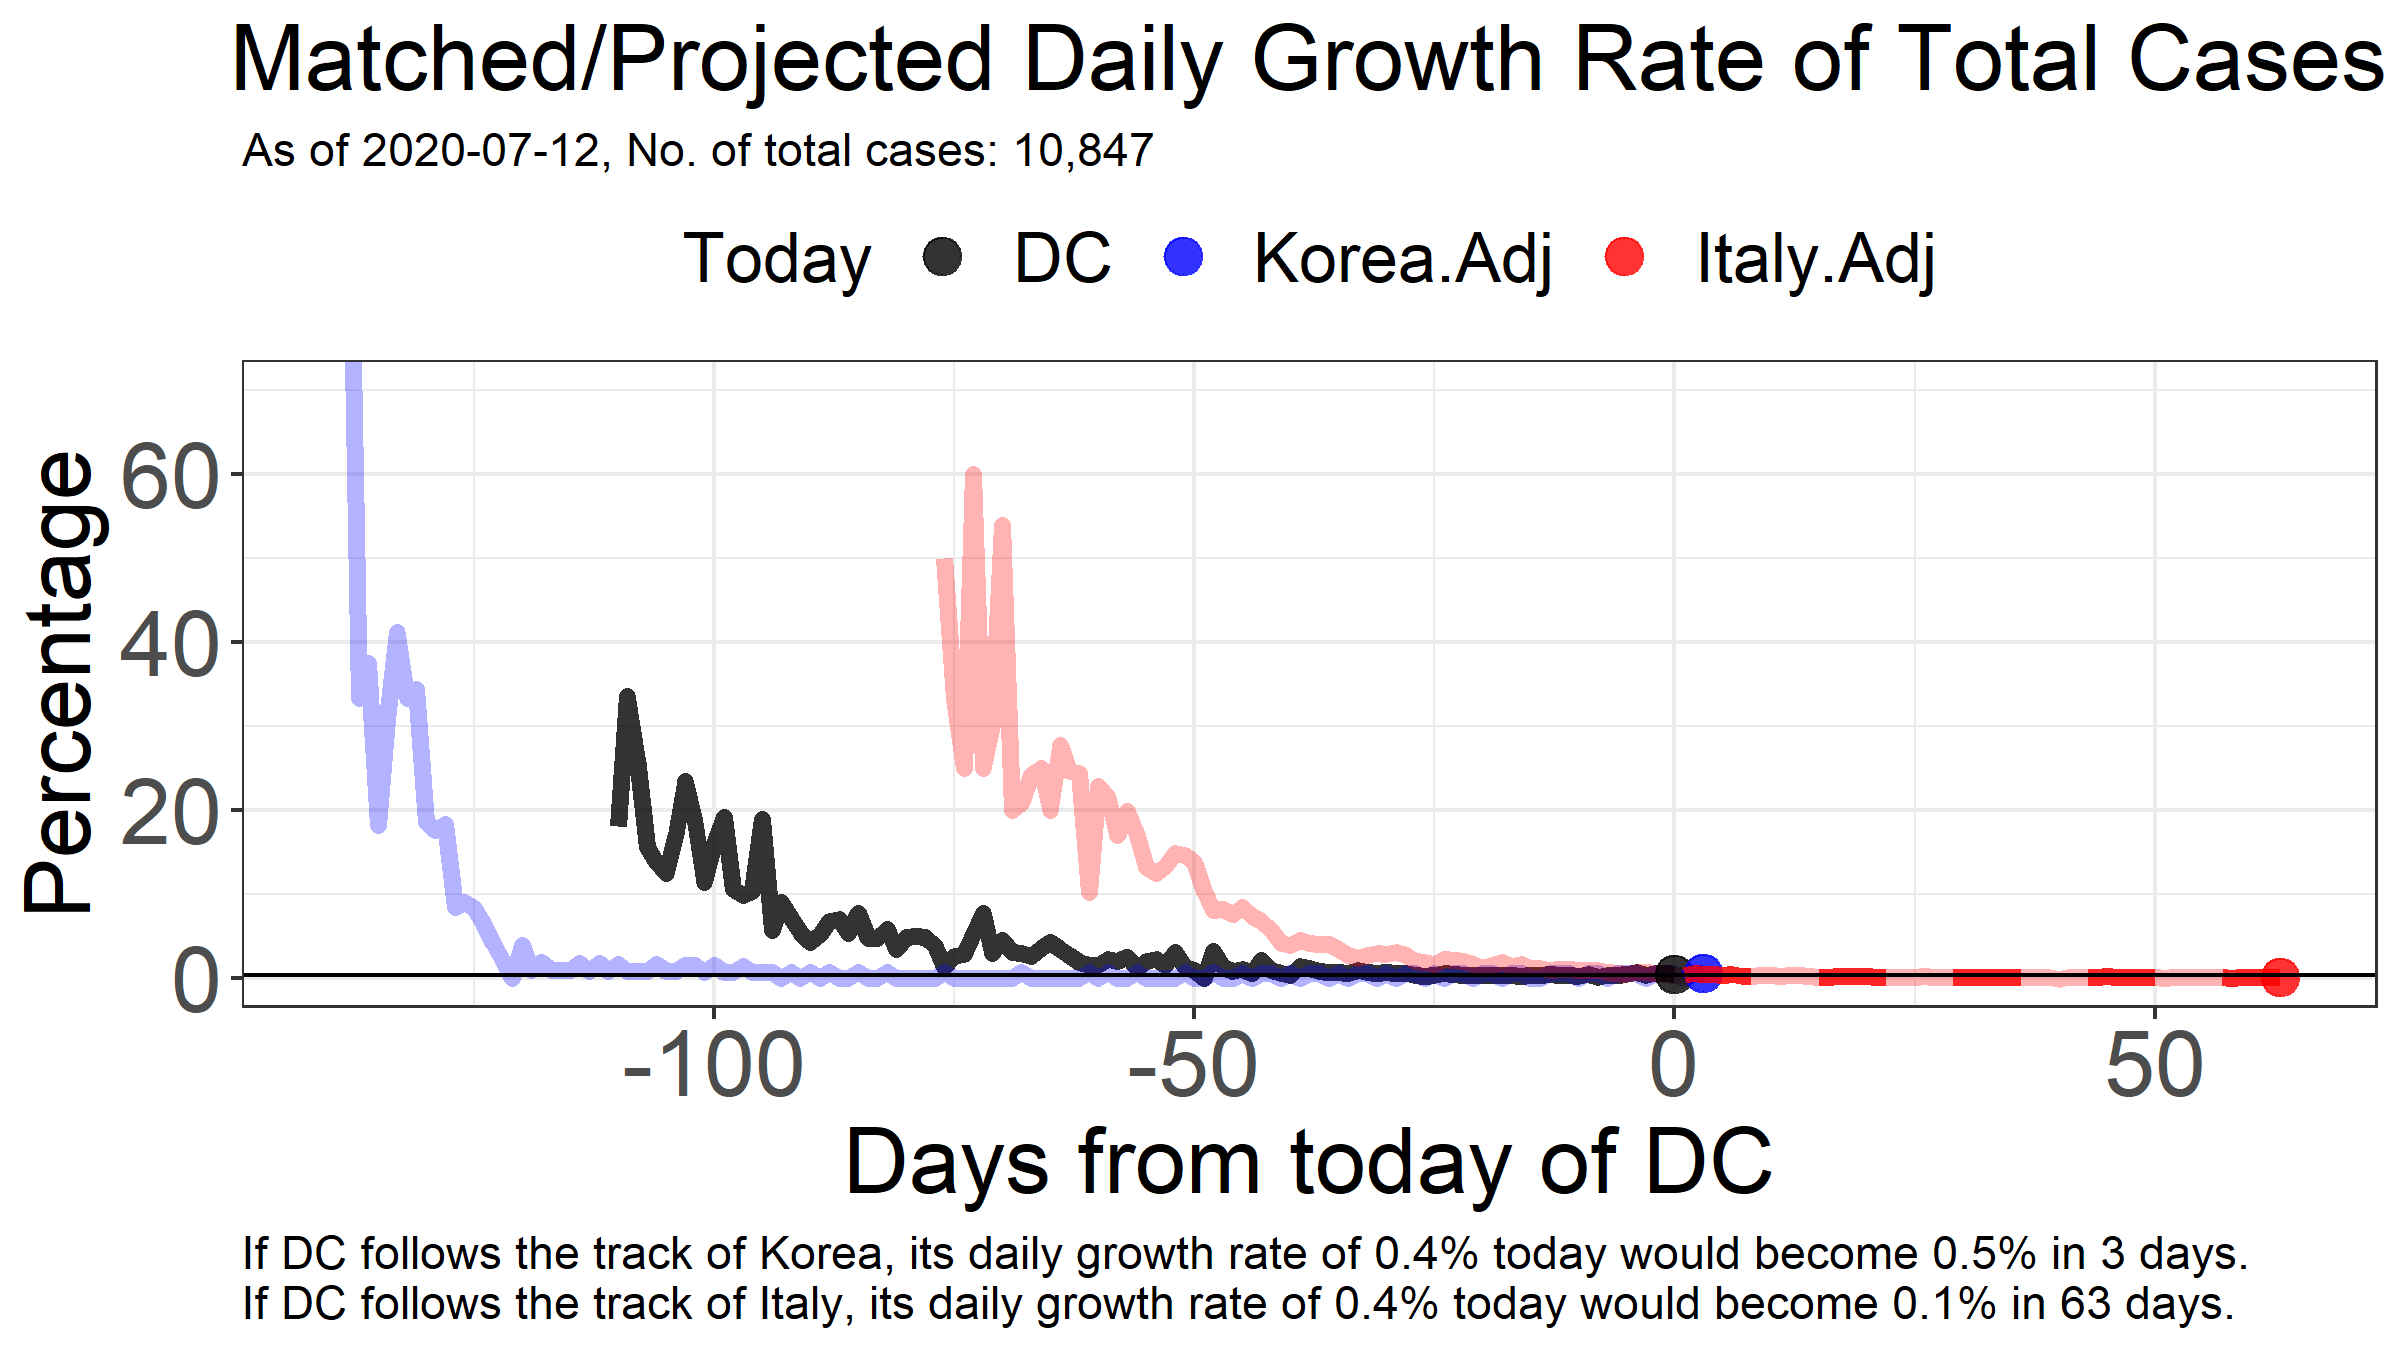 Matched/Projected Daily Growth Rate of Total Cases
As of 2020-07-12, No. of total cases: 10,847
Today DC Korea.Adj Italy.Adj
Percentage
60
40
20
0
-100 -50 0 50
Days from today of DC
If DC follows the track of Korea, its daily growth rate of 0.4% today would become 0.5% in 3 days.
If DC follows the track of Italy, its daily growth rate of 0.4% today would become 0.1% in 63 days.